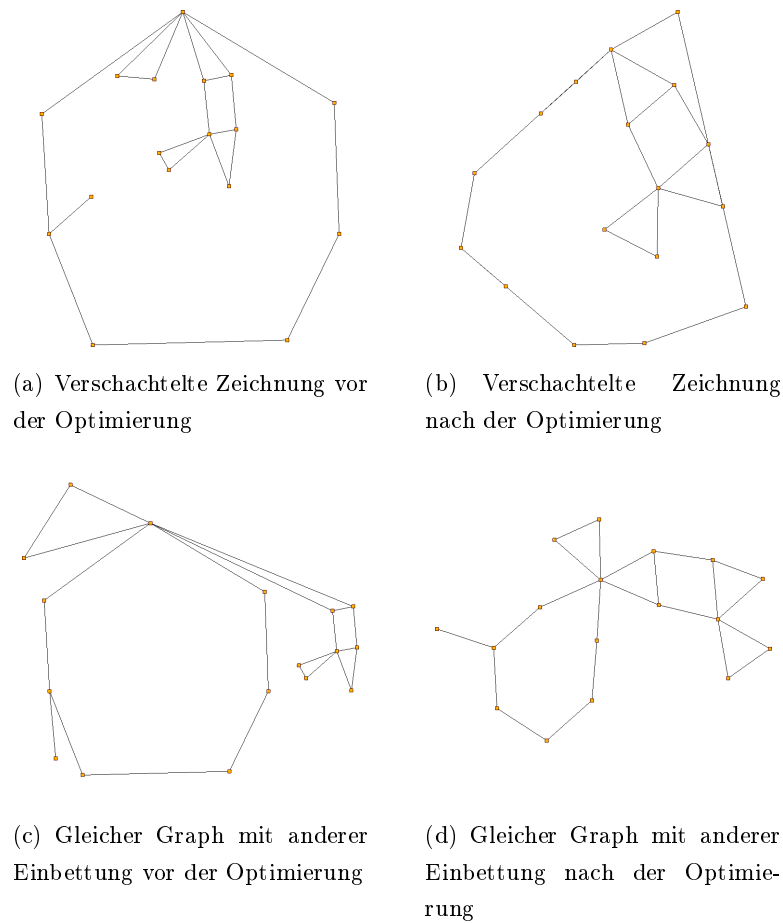 (a) Verschachtelte Zeichnung vor
der Optimierung
(b) Verschachtelte Zeichnung
nach der Optimierung
(c) Gleicher Graph mit anderer
Einbettung vor der Optimierung
(d) Gleicher Graph mit anderer
Einbettung nach der Optimie-
rung